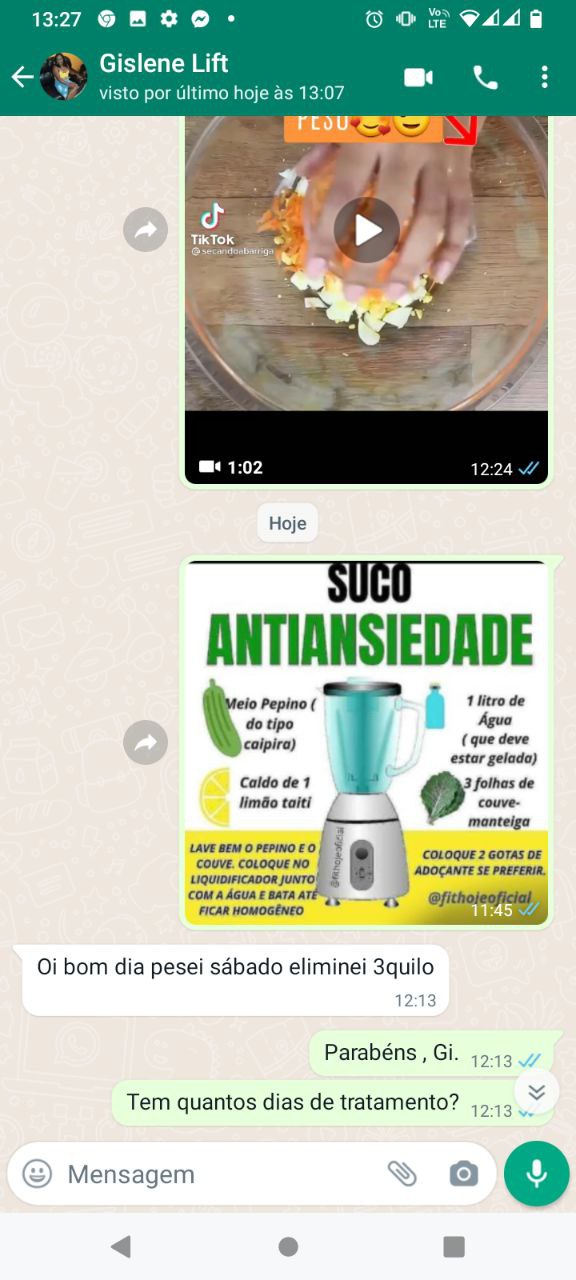 13:27
Vo
LTE
Gislene Lift
visto por último hoje às 13:07
PESO
TikTok
@secandoabarriga
1:02
12:24
Hoje
SUCO
ANTIANSIEDADE
Meio Pepino (
do tipo
caipira)
1 litro de
Água
( que deve
estar gelada)
Caldo de 1
limão taiti
3 folhas de
couve-
manteiga
LAVE BEM O PEPINO E O
COUVE. COLOQUE NO
LIQUIDIFICADOR JUNTO
COM A ÁGUA E BATA ATÉ
FICAR HOMOGÊNEO
@fithojeoficial
COLOQUE 2 GOTAS DE
ADOÇANTE SE PREFERIR.
@fithojeoficial
11:45
Oi bom dia pesei sábado eliminei 3quilo
12:13
Parabéns , Gi.
12:13
Tem quantos dias de tratamento?
12:13
Mensagem